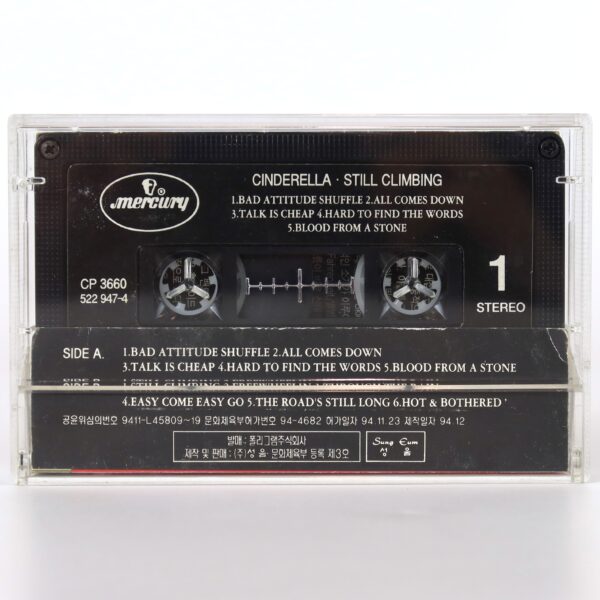 mercury
CINDERELLA · STILL CLIMBING
1.BAD ATTITUDE SHUFFLE 2.ALL COMES DOWN
3.TALK IS CHEAP 4.HARD TO FIND THE WORDS
5.BLOOD FROM A STONE
CP 3660
522 947-4
1
STEREO
SIDE A. 1.BAD ATTITUDE SHUFFLE 2.ALL COMES DOWN
3.TALK IS CHEAP 4.HARD TO FIND THE WORDS 5.BLOOD FROM A STONE
4.EASY COME EASY GO 5.THE ROAD'S STILL LONG 6.HOT & BOTHERED
공윤위심의번호 9411-L45809~19 문화체육부허가번호 94-4682 허가일자 94 11 23 제작일자 94 12
발매 : 폴리그램주식회사
제작 및 판매 : (주)성음·문화체육부 등록 제3호
Sung Eum
성음